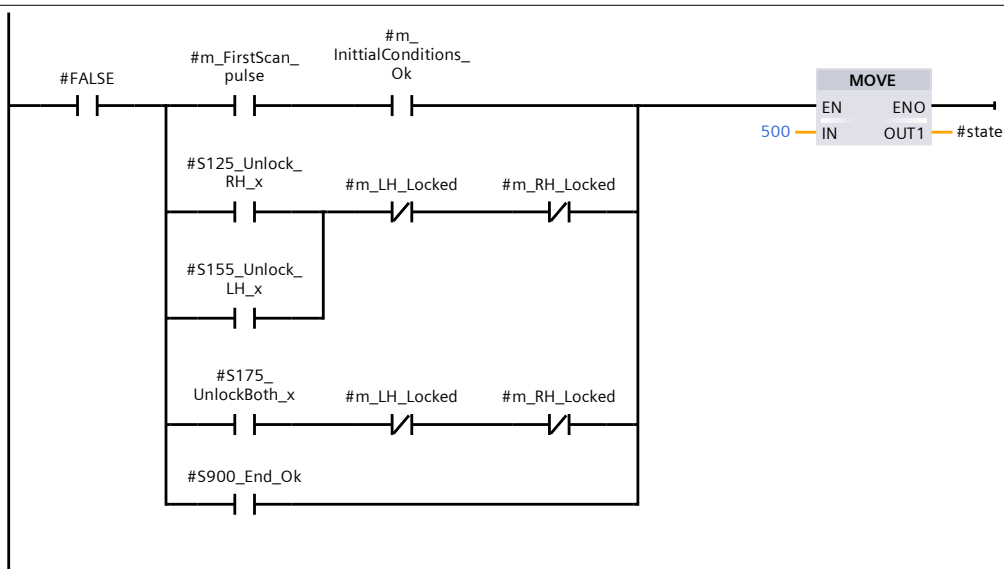 #m_
InittialConditions_
Ok
#m_FirstScan_
pulse
#FALSE
MOVE
EN ENO
500 IN OUT1 #state
#S125_Unlock_
RH_x
#m_LH_Locked #m_RH_Locked
#S155_Unlock_
LH_x
#S175_
UnlockBoth_x
#m_LH_Locked #m_RH_Locked
#S900_End_Ok